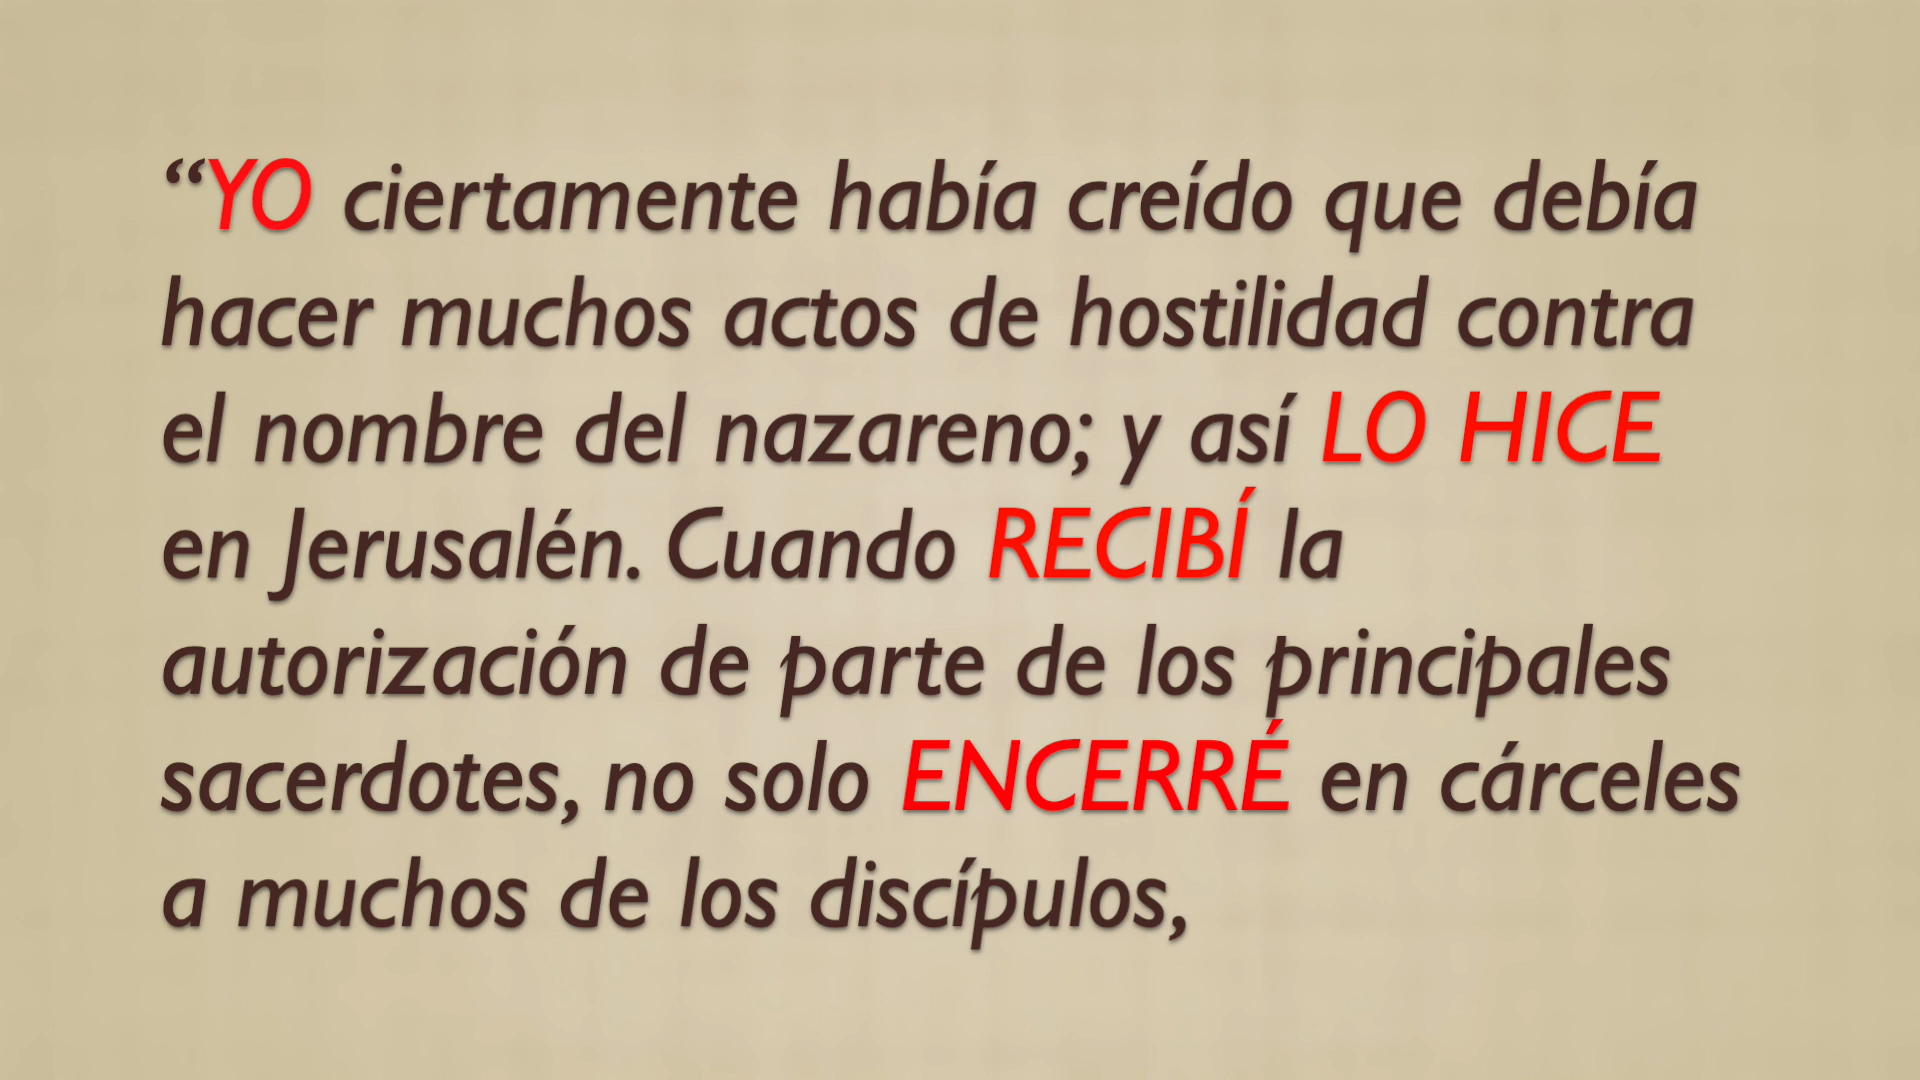 “YO ciertamente había creído que debía
hacer muchos actos de hostilidad contra
el nombre del nazareno; y así LO HICE
en Jerusalén. Cuando RECIBÍ la
autorización de parte de los principales
sacerdotes, no solo ENCERRÉ en cárceles
a muchos de los discípulos,